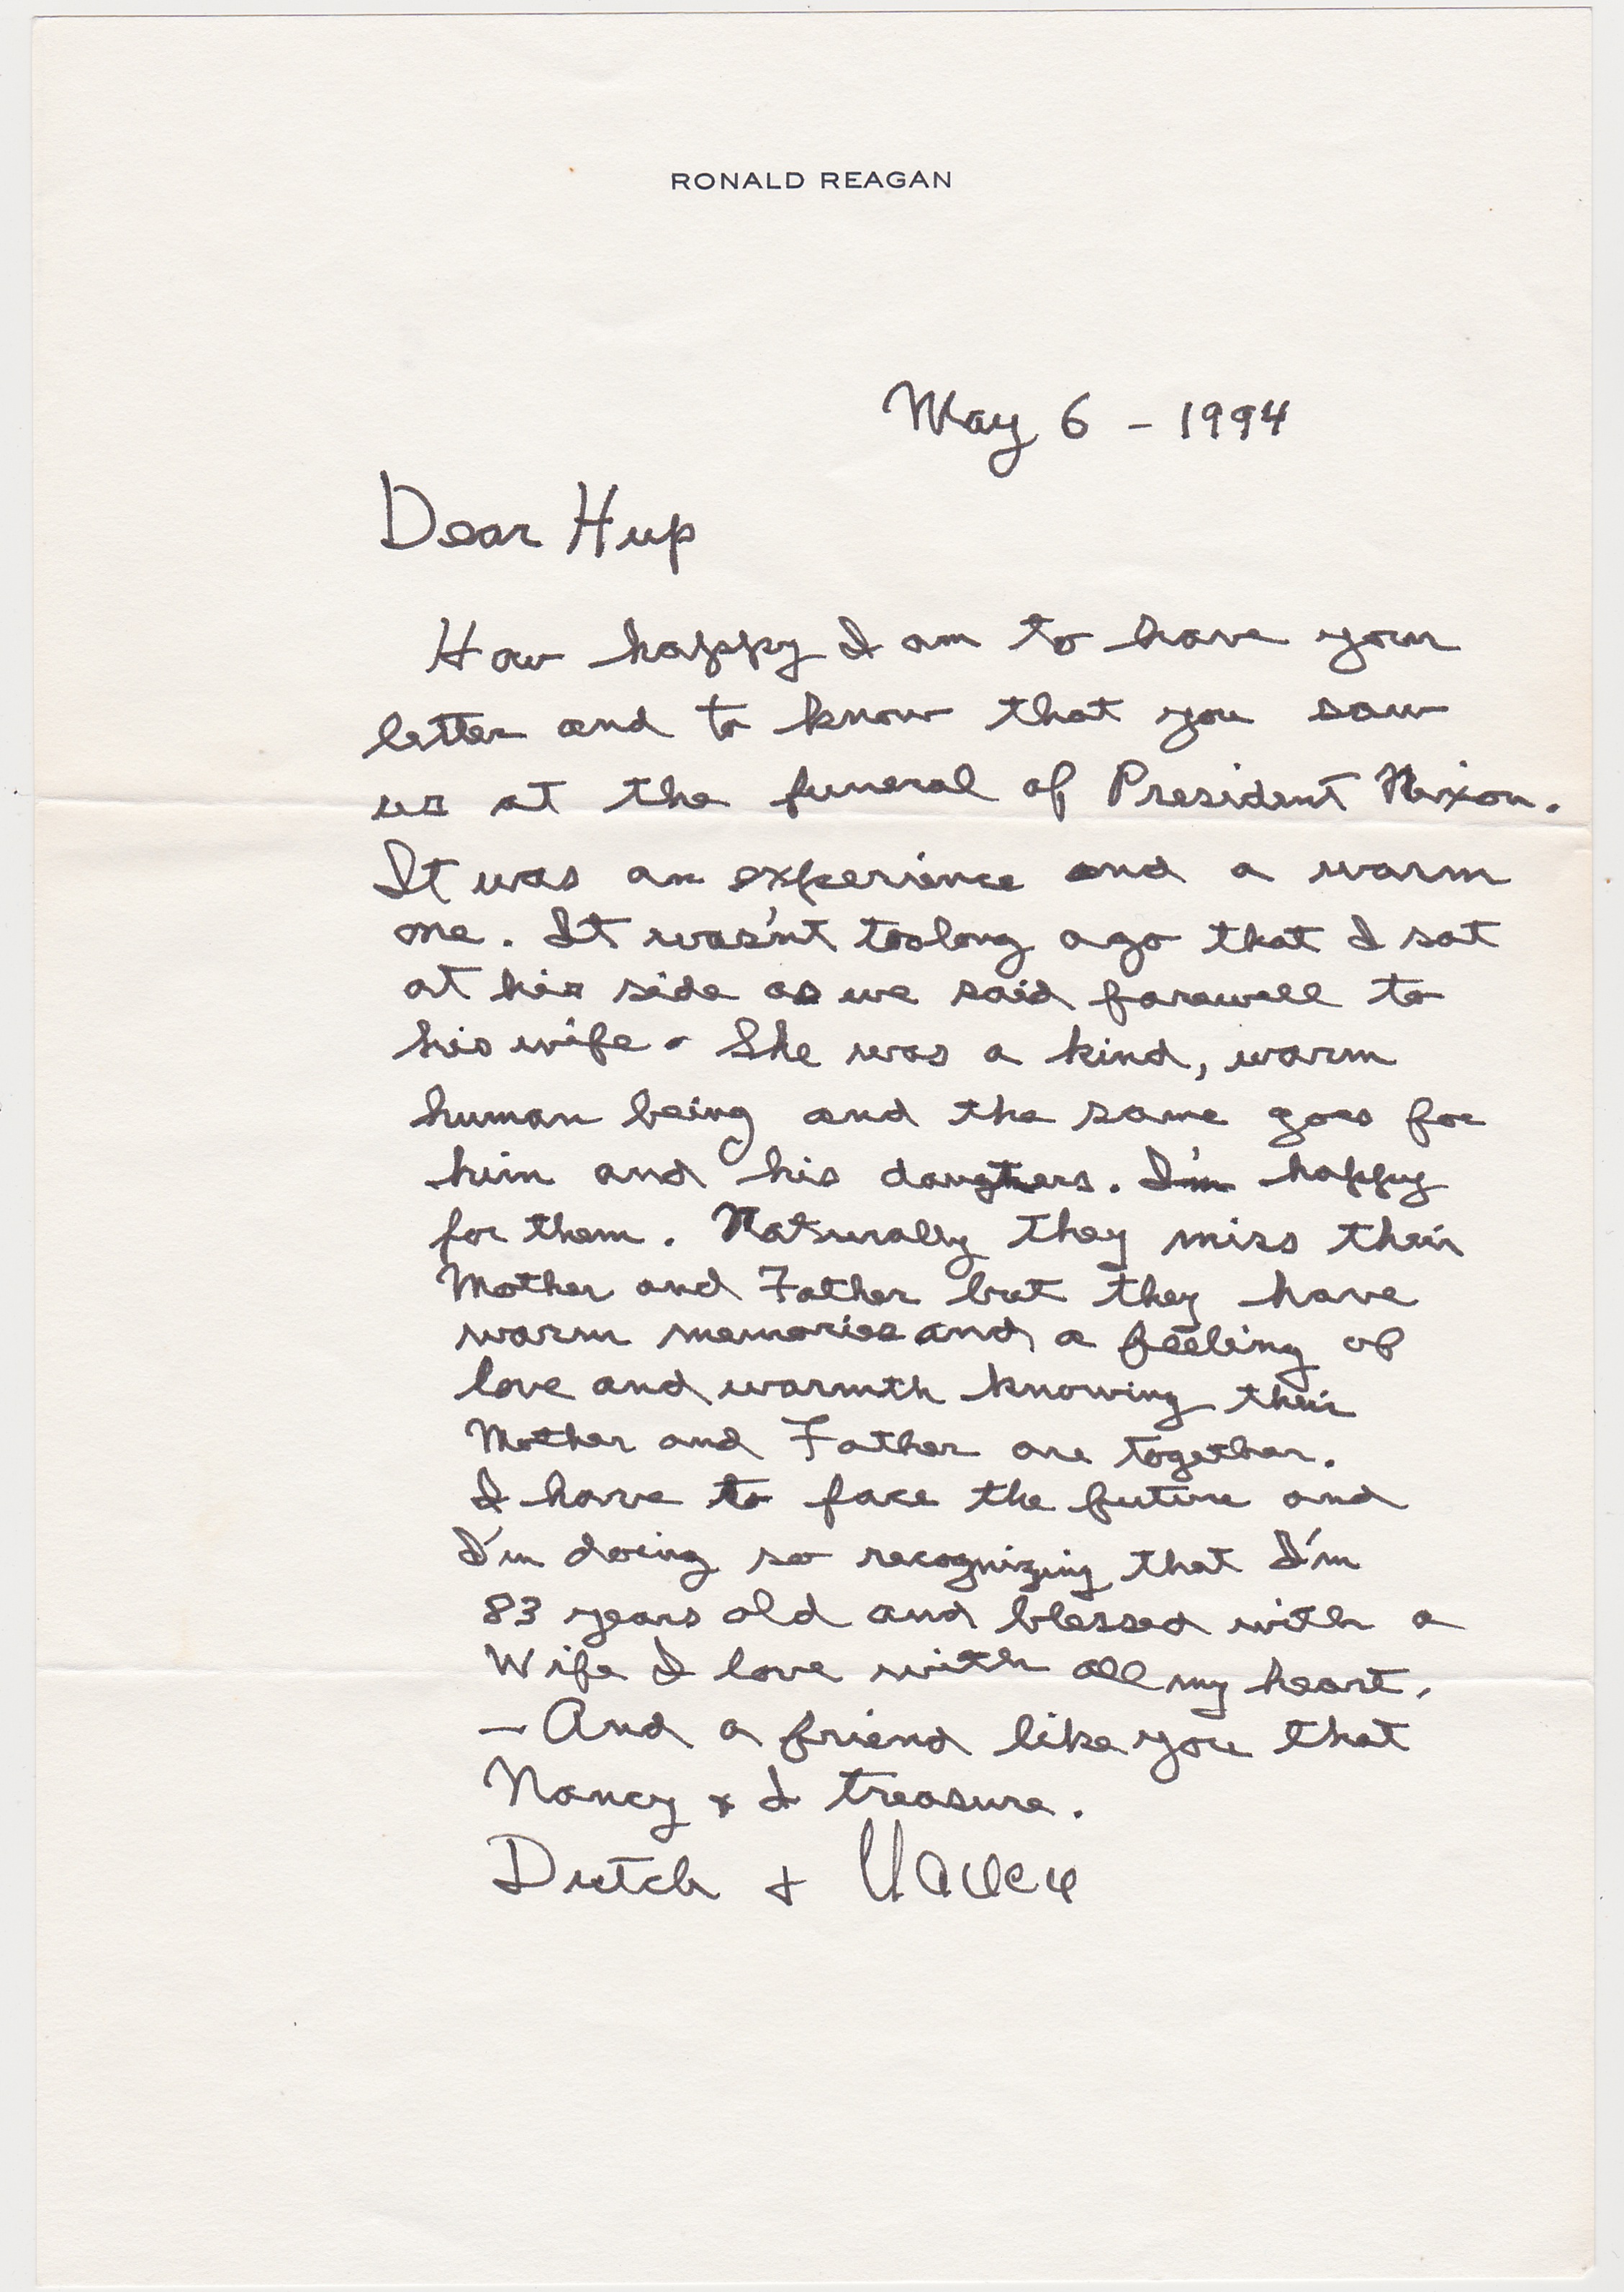 RONALD REAGAN
May 6 - 1994
Dear Hup
How happy I am to have your
letter and to know that you saw
us at the funeral of President Nixon.
It was an experience and a warm
one. It was'nt toolong ago that I sat
at his side as we said farewell to
his wife. She was a kind, warm
human being and the same goes for
him and his daugters. I'm happy
for them. Naturally they miss their
Mother and Father but they have
warm memories and a feeling of
love and warmth knowing their
Mother and Father are together.
I have to face the future and
I'm doing so recognizing that I'm
83 years old and blessed with a
Wife I love with all my heart.
— And a friend like you that
Nancy & I treasure.
Dutch & Nancy